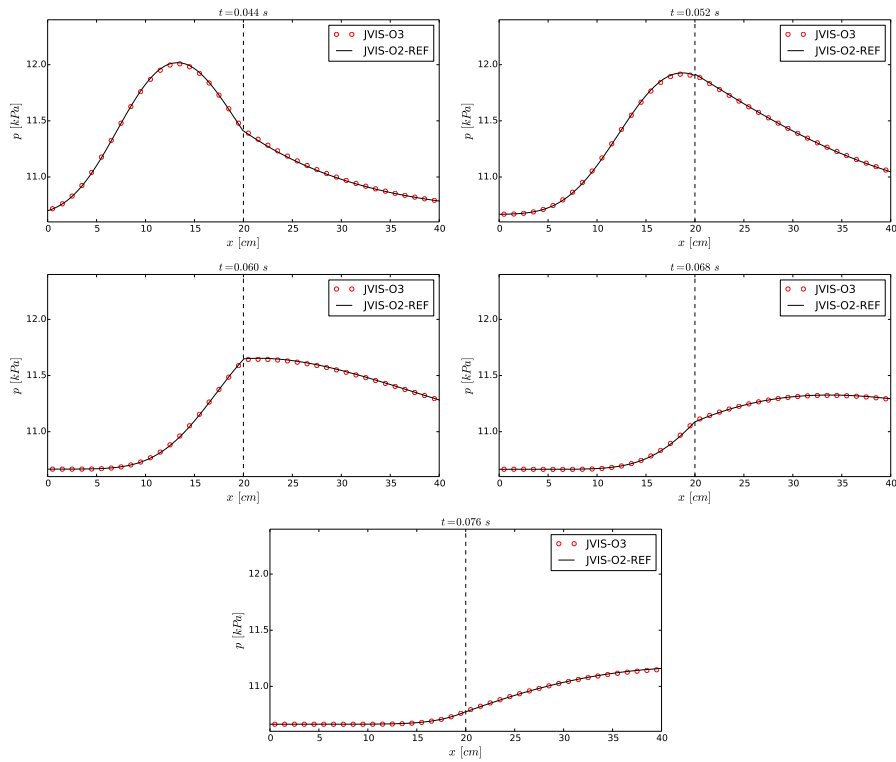 t=0.044 s
JVIS-O3
JVIS-O2-REF
12.0
11.5
11.0
p [kPa]
0 5 10 15 20 25 30 35 40
x [cm]
t=0.052 s
JVIS-O3
JVIS-O2-REF
12.0
11.5
11.0
p [kPa]
0 5 10 15 20 25 30 35 40
x [cm]
t=0.060 s
JVIS-O3
JVIS-O2-REF
12.0
11.5
11.0
p [kPa]
0 5 10 15 20 25 30 35 40
x [cm]
t=0.068 s
JVIS-O3
JVIS-O2-REF
12.0
11.5
11.0
p [kPa]
0 5 10 15 20 25 30 35 40
x [cm]
t=0.076 s
JVIS-O3
JVIS-O2-REF
12.0
11.5
11.0
p [kPa]
0 5 10 15 20 25 30 35 40
x [cm]